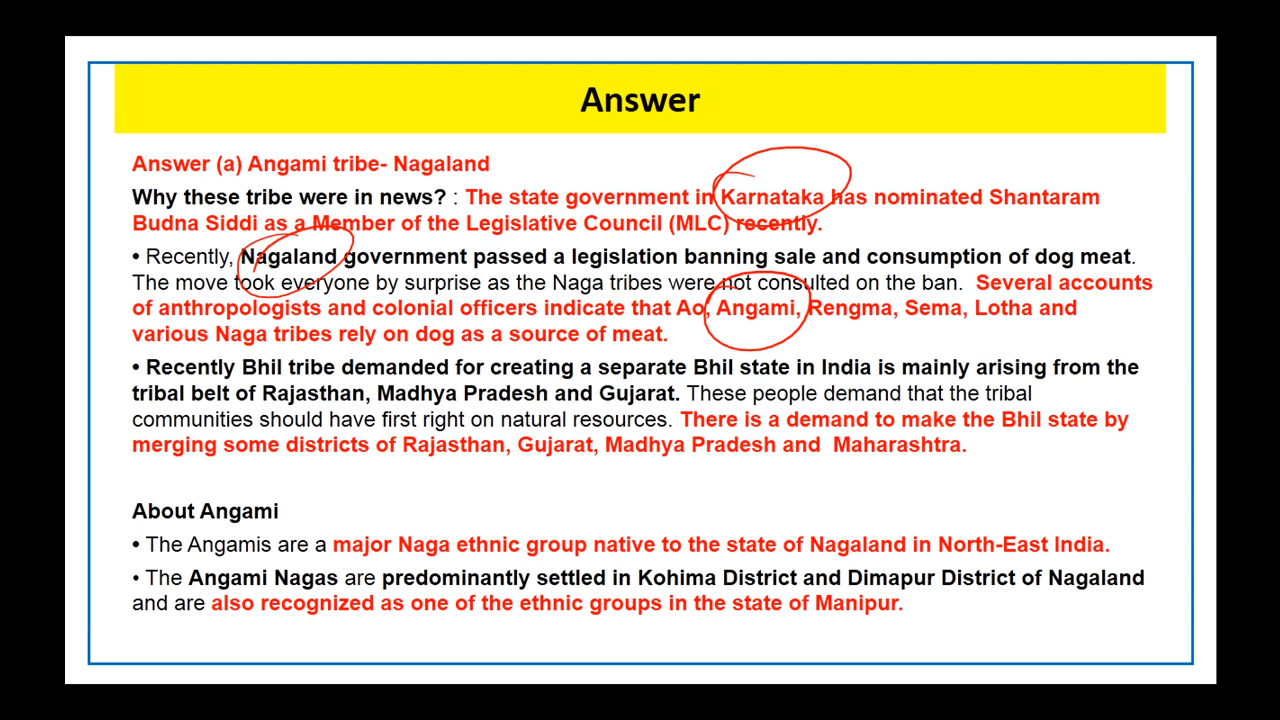 Answer
Answer (a) Angami tribe- Nagaland
Why these tribe were in news? : The state government in Karnataka has nominated Shantaram
Budna Siddi as a Member of the Legislative Council (MLC) recently.
• Recently, Nagaland government passed a legislation banning sale and consumption of dog meat.
The move took everyone by surprise as the Naga tribes were not consulted on the ban. Several accounts
of anthropologists and colonial officers indicate that Ao, Angami, Rengma, Sema, Lotha and
various Naga tribes rely on dog as a source of meat.
• Recently Bhil tribe demanded for creating a separate Bhil state in India is mainly arising from the
tribal belt of Rajasthan, Madhya Pradesh and Gujarat. These people demand that the tribal
communities should have first right on natural resources. There is a demand to make the Bhil state by
merging some districts of Rajasthan, Gujarat, Madhya Pradesh and Maharashtra.
About Angami
• The Angamis are a major Naga ethnic group native to the state of Nagaland in North-East India.
• The Angami Nagas are predominantly settled in Kohima District and Dimapur District of Nagaland
and are also recognized as one of the ethnic groups in the state of Manipur.